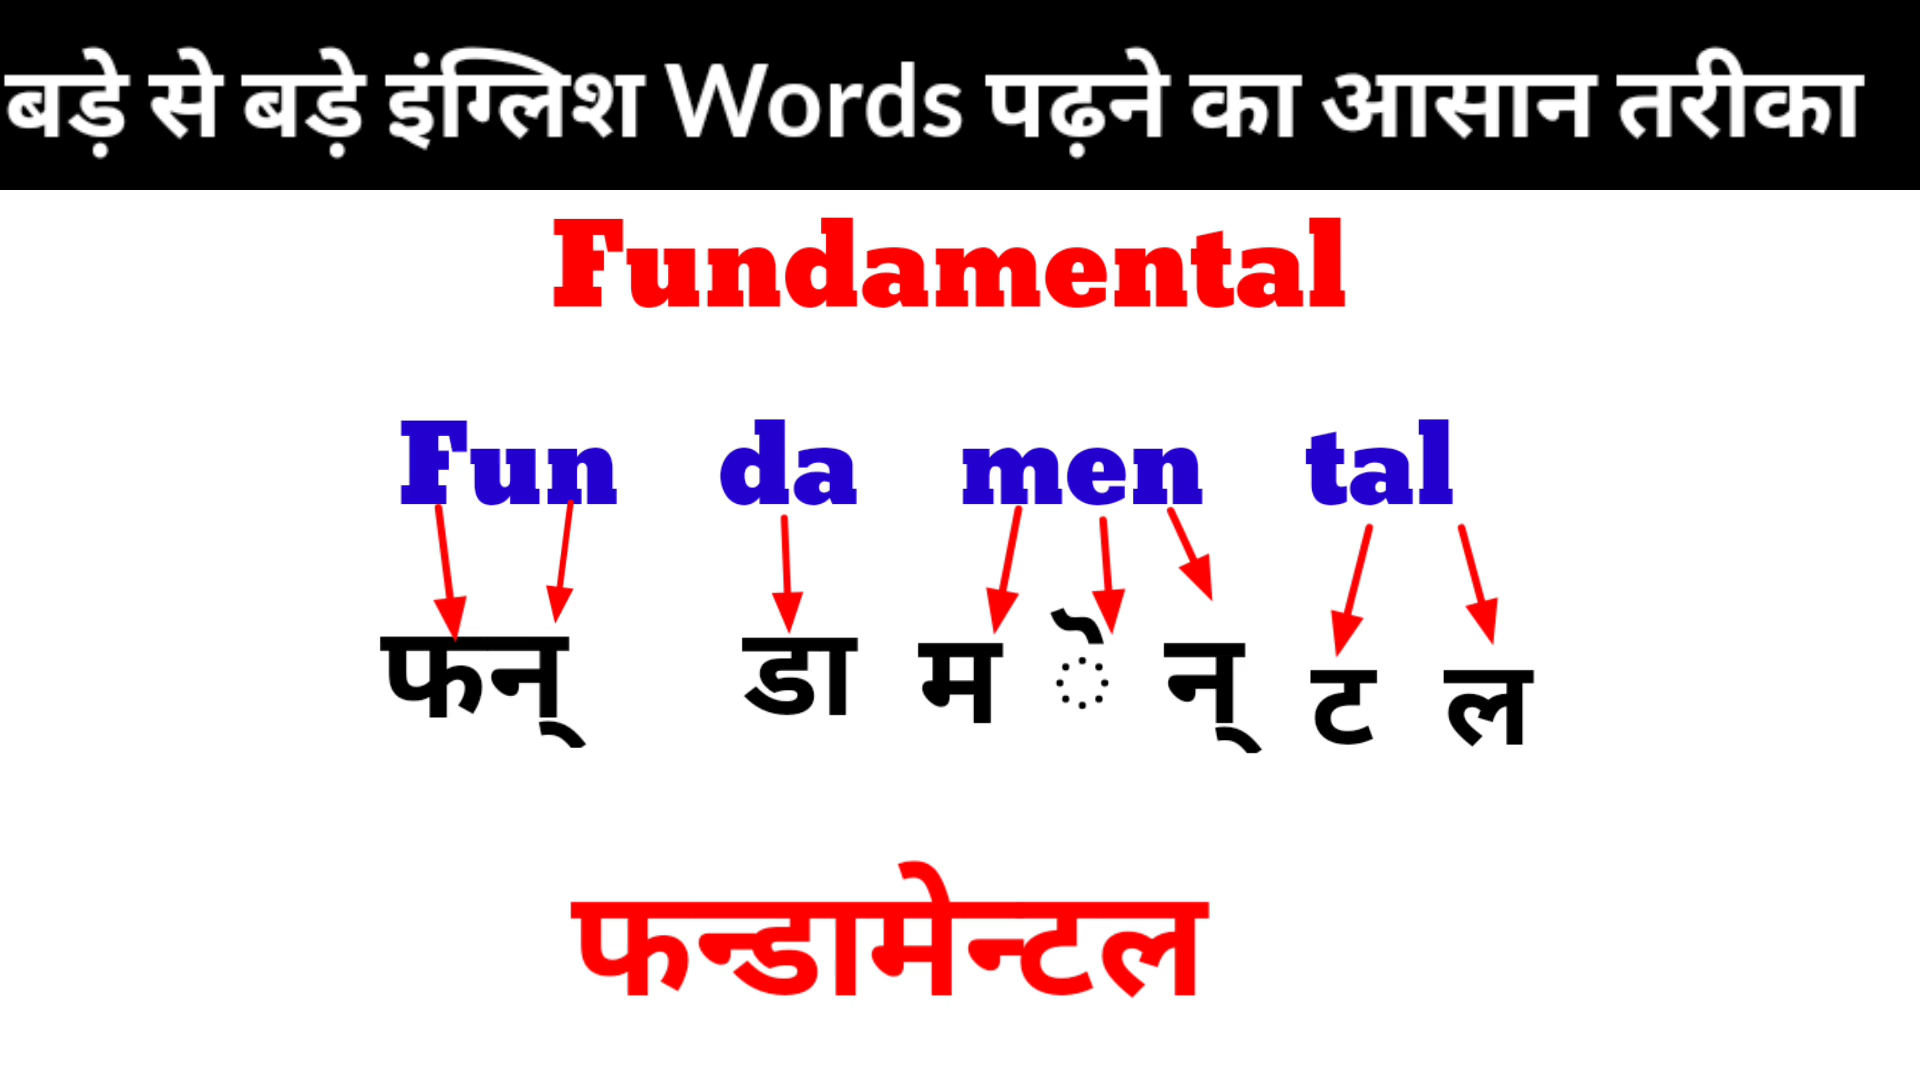 बड़े से बड़े इंग्लिश Words पढ़ने का आसान तरीका
Fundamental
Fun da men tal
फन् डा म े न् ट ल
फन्डामेन्टल